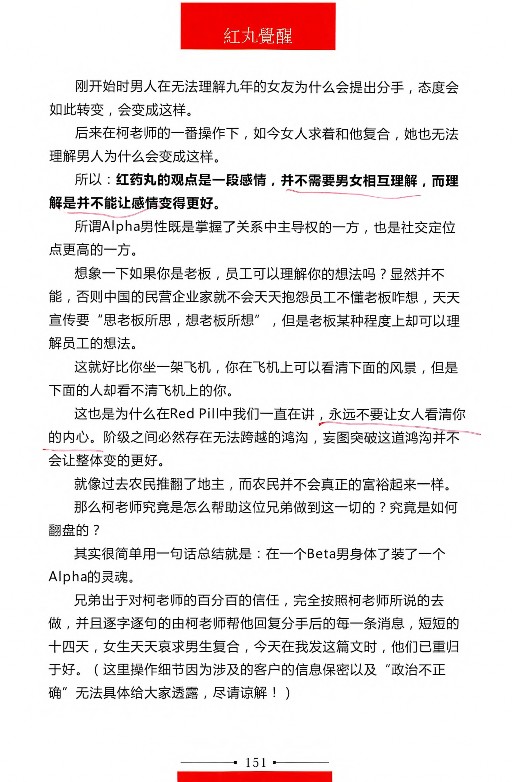 紅丸覺醒
刚开始时男人在无法理解九年的女友为什么会提出分手，态度会
如此转变，会变成这样。
后来在柯老师的一番操作下，如今女人求着和他复合，她也无法
理解男人为什么会变成这样。
所以：红药丸的观点是一段感情，并不需要男女相互理解，而理
解是并不能让感情变得更好。
所谓Alpha男性既是掌握了关系中主导权的一方，也是社交定位
点更高的一方。
想象一下如果你是老板，员工可以理解你的想法吗？显然并不
能，否则中国的民营企业家就不会天天抱怨员工不懂老板咋想，天天
宣传要“思老板所思，想老板所想”，但是老板某种程度上却可以理
解员工的想法。
这就好比你坐一架飞机，你在飞机上可以看清下面的风景，但是
下面的人却看不清飞机上的你。
这也是为什么在Red Pill中我们一直在讲，永远不要让女人看清你
的内心。阶级之间必然存在无法跨越的鸿沟，妄图突破这道鸿沟并不
会让整体变的更好。
就像过去农民推翻了地主，而农民并不会真正的富裕起来一样。
那么柯老师究竟是怎么帮助这位兄弟做到这一切的？究竟是如何
翻盘的？
其实很简单用一句话总结就是：在一个Beta男身体了装了一个
Alpha的灵魂。
兄弟出于对柯老师的百分百的信任，完全按照柯老师所说的去
做，并且逐字逐句的由柯老师帮他回复分手后的每一条消息，短短的
十四天，女生天天哀求男生复合，今天在我发这篇文时，他们已重归
于好。（这里操作细节因为涉及的客户的信息保密以及“政治不正
确”无法具体给大家透露，尽请谅解！）
151